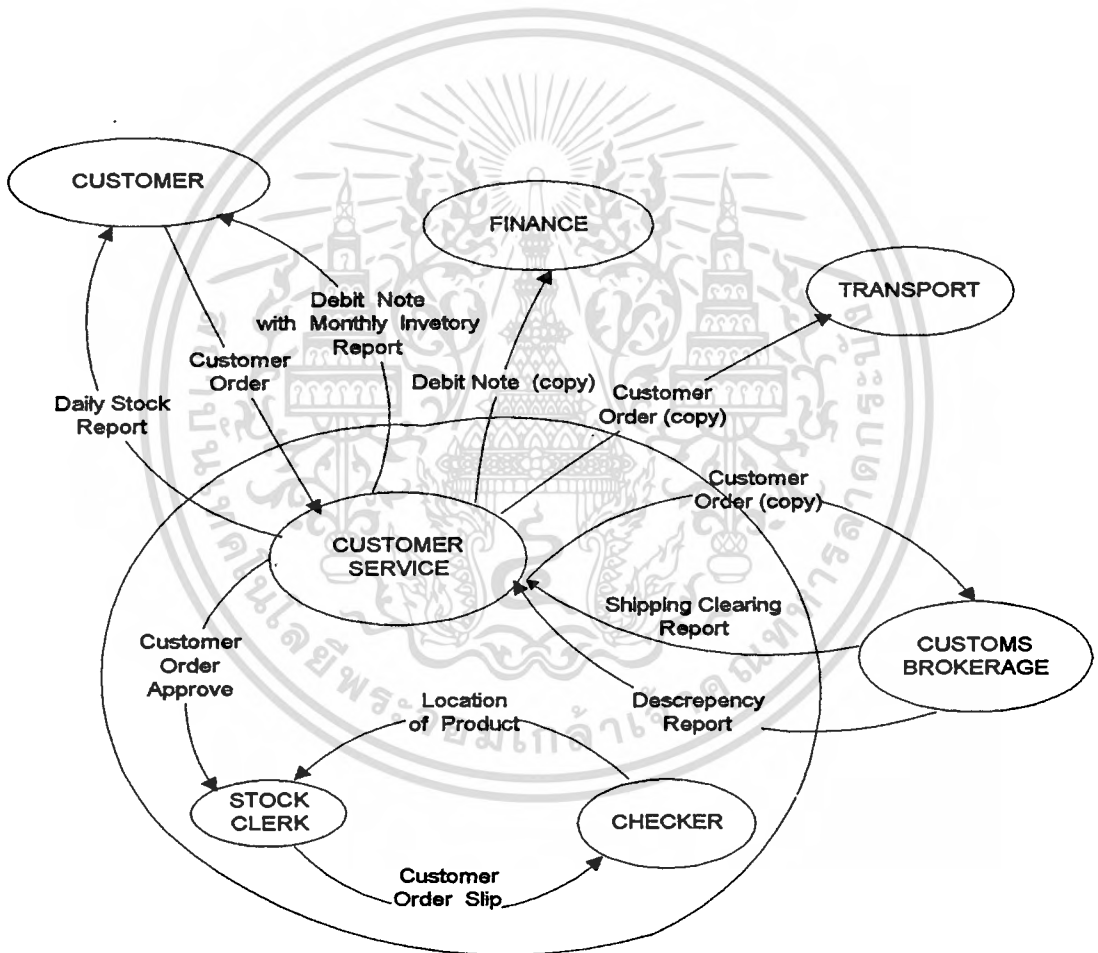 CUSTOMER
FINANCE
TRANSPORT
Debit Note
with Monthly Invetory
Report
Customer
Order
Debit Note (copy)
Customer
Order (copy)
Daily Stock
Report
Customer
Order (copy)
CUSTOMER
SERVICE
Shipping Clearing
Report
CUSTOMS
BROKERAGE
Customer
Order
Approve
Location
of Product
Descrepency
Report
STOCK
CLERK
CHECKER
Customer
Order Slip